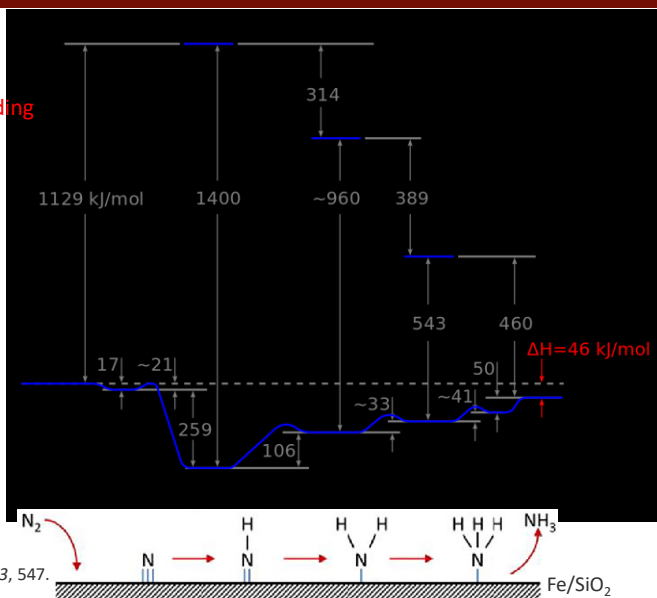 314
ding
1129 kJ/mol
1400
~960
389
543
460
ΔH=46 kJ/mol
17
~21
50
~41
~33
259
106
N₂
NH₃
H
H H
H H H
N
N
N
N
3, 547.
Fe/SiO₂